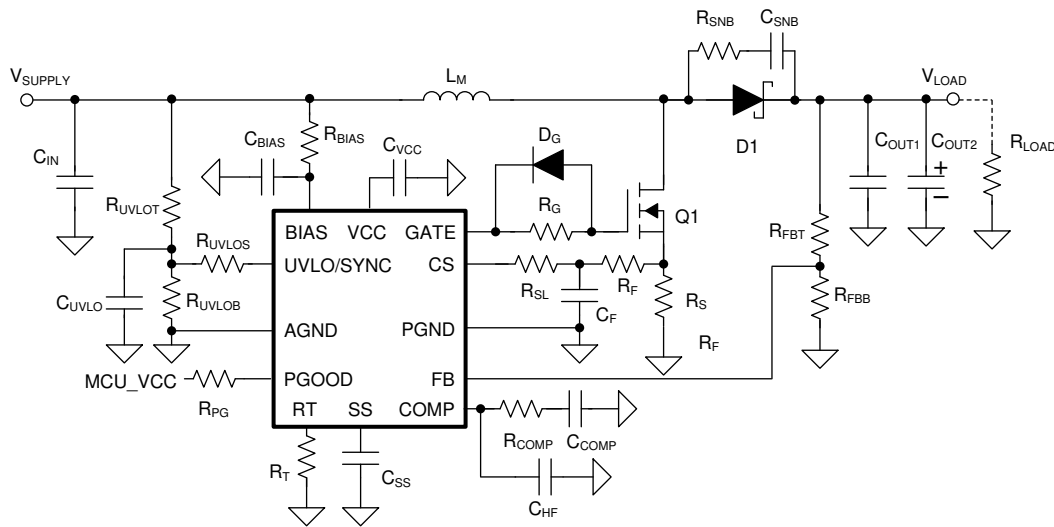 RSNB
CSNB
VSUPPLY
LM
VLOAD
CBIAS
RBIAS
CVCC
DG
D1
COUT1
COUT2
RLOAD
CIN
+
–
RUVLOT
BIAS
VCC
GATE
RG
Q1
RUVLOS
UVLO/SYNC
CS
RFBT
CUVLO
RUVLOB
RSL
RF
CF
RS
RFBB
AGND
PGND
RF
MCU_VCC
PGOOD
FB
RPG
RT
SS
COMP
RCOMP
CCOMP
RT
CSS
CHF